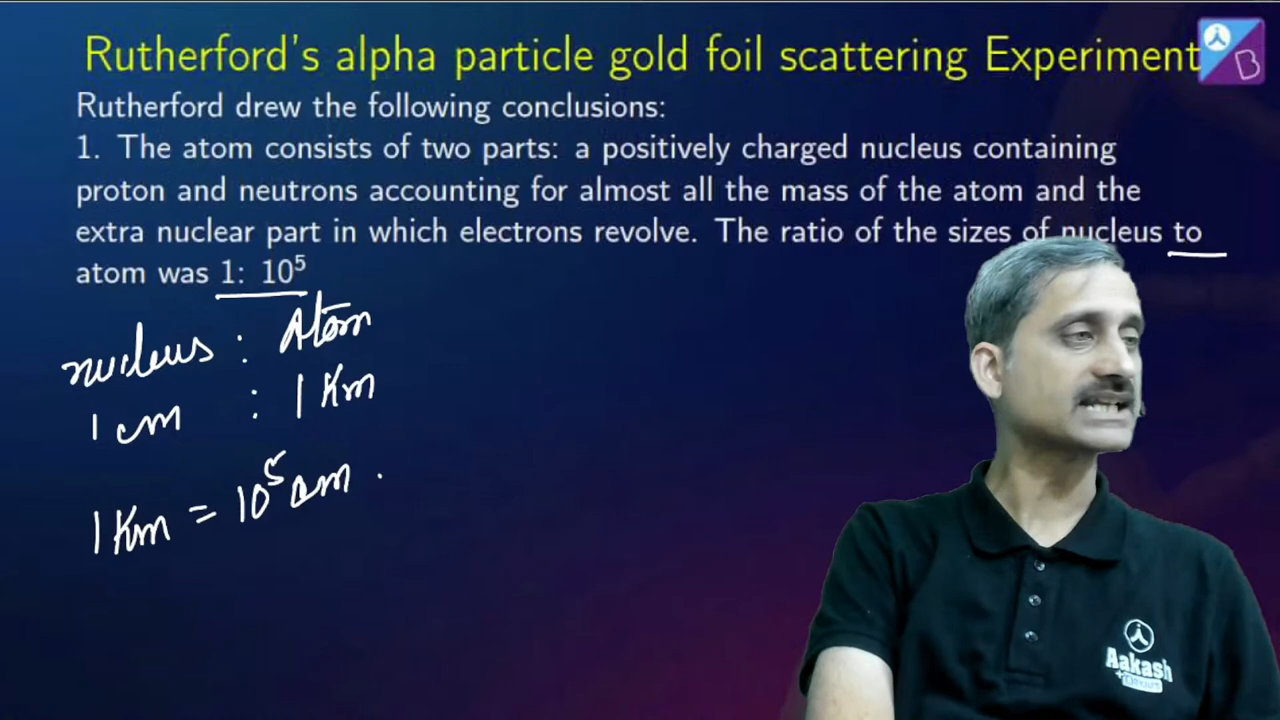 Rutherford's alpha particle gold foil scattering Experiment
Rutherford drew the following conclusions:
1. The atom consists of two parts: a positively charged nucleus containing
proton and neutrons accounting for almost all the mass of the atom and the
extra nuclear part in which electrons revolve. The ratio of the sizes of nucleus to
atom was 1: 10⁵
nucleus : Atom
1 cm : 1 Km
1 Km = 10⁵ cm .
Aakash